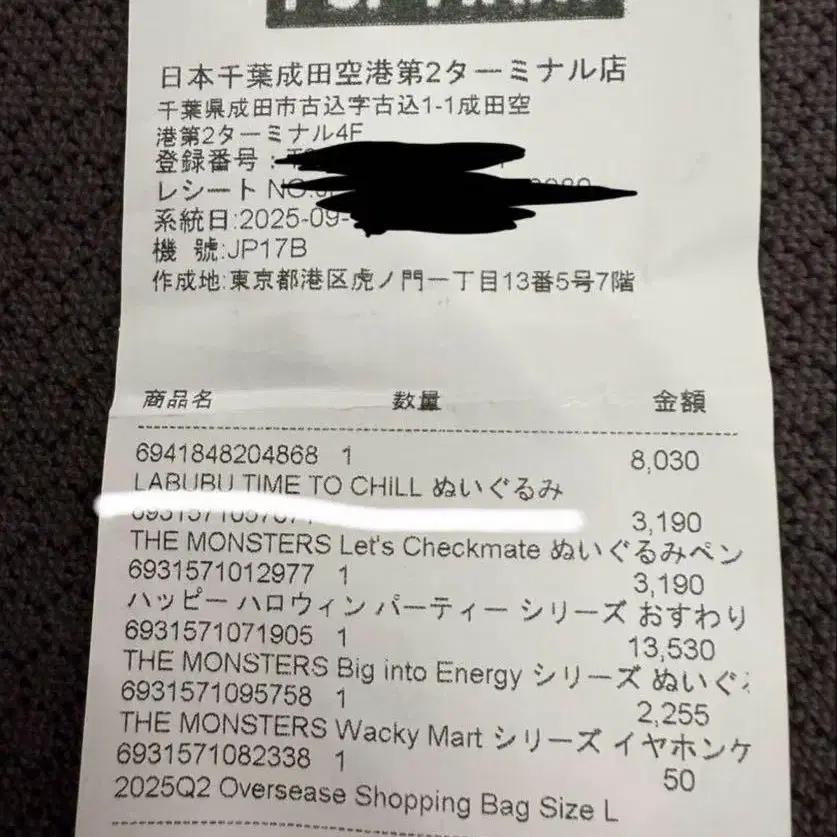 日本千葉成田空港第2ターミナル店
千葉県成田市古込字古込1-1成田空
港第2ターミナル4F
登録番号:
レシート NO.
系統日:2025-09-
機 號:JP17B
作成地:東京都港区虎ノ門一丁目13番5号7階
商品名 数量 金額
6941848204868 1 8,030
LABUBU TIME TO CHILL ぬいぐるみ
3,190
THE MONSTERS Let's Checkmate ぬいぐるみペン
6931571012977 1 3,190
ハッピー ハロウィン パーティー シリーズ おすわり
6931571071905 1 13,530
THE MONSTERS Big into Energy シリーズ ぬいぐ
6931571095758 1 2,255
THE MONSTERS Wacky Mart シリーズ イヤホンケ
6931571082338 1 50
2025Q2 Oversease Shopping Bag Size L